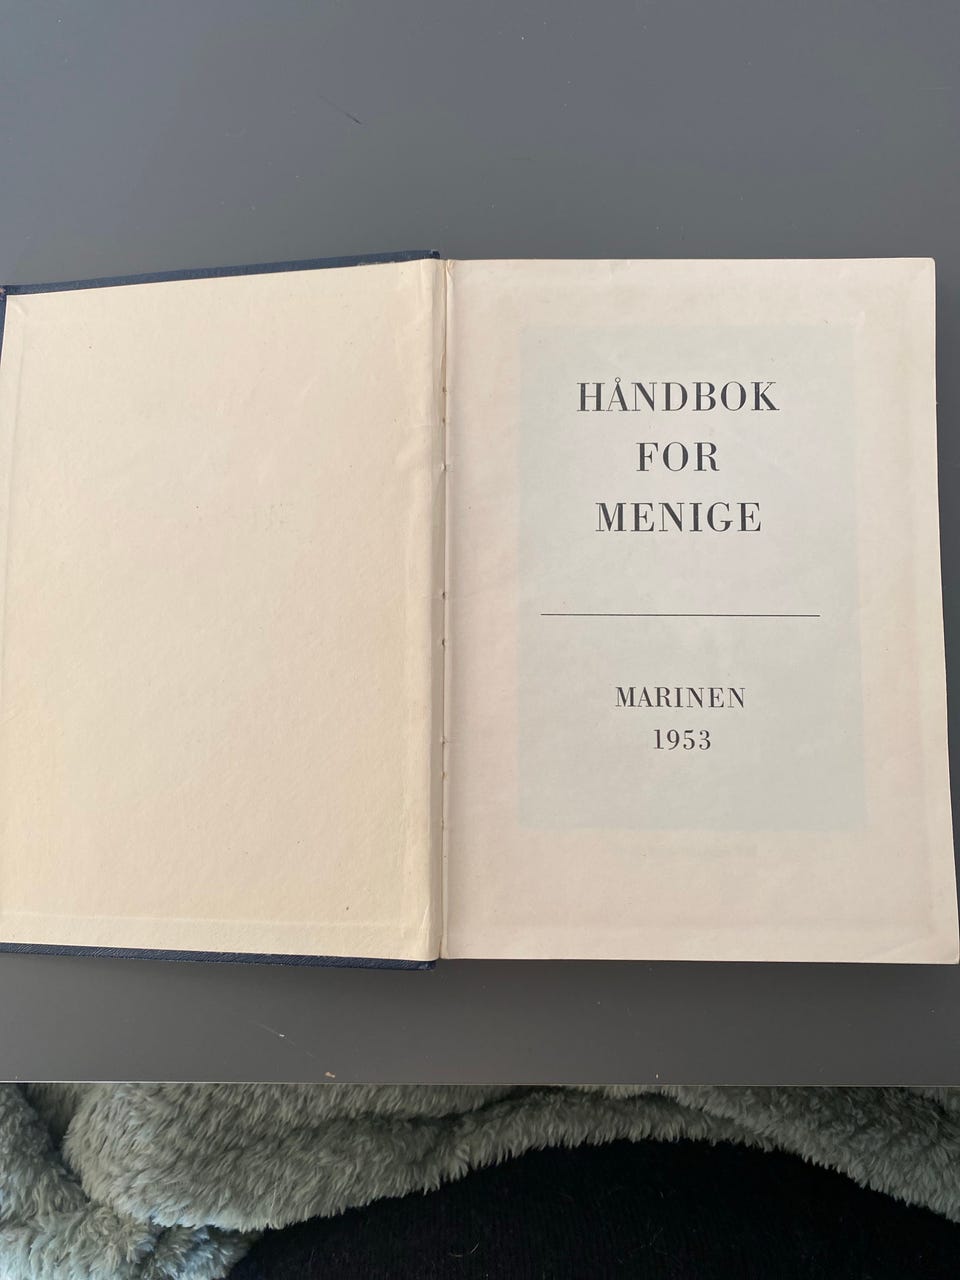 HÅNDBOK
FOR
MENIGE
MARINEN
1953